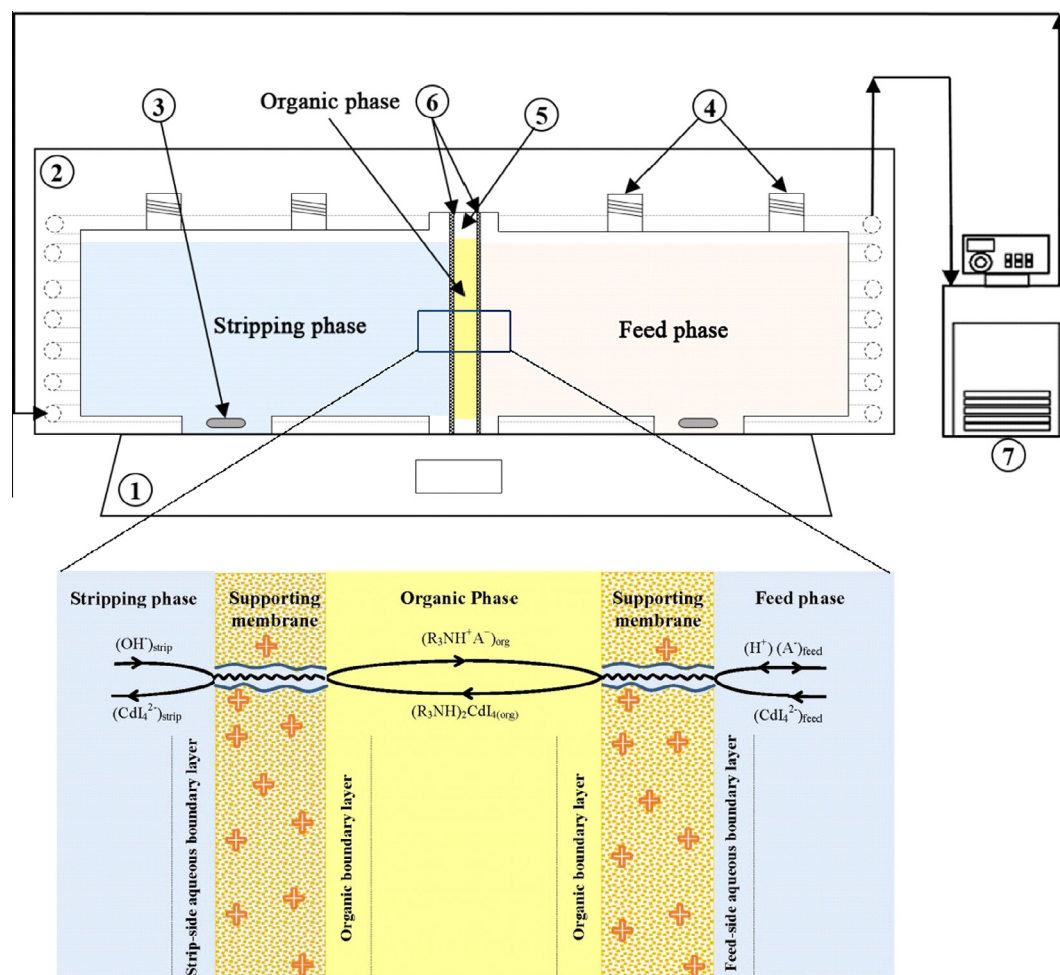 ③
Organic phase
⑥
⑤
④
②
Stripping phase
Feed phase
①
⑦
Stripping phase
Supporting
membrane
Organic Phase
Supporting
membrane
Feed phase
(OH⁻)strip
(R₃NH⁺A⁻)org
(H⁺) (A⁻)feed
(CdI₄²⁻)strip
(R₃NH)₂CdI₄(org)
(CdI₄²⁻)feed
Strip-side aqueous boundary layer
Organic boundary layer
Organic boundary layer
Feed-side aqueous boundary layer